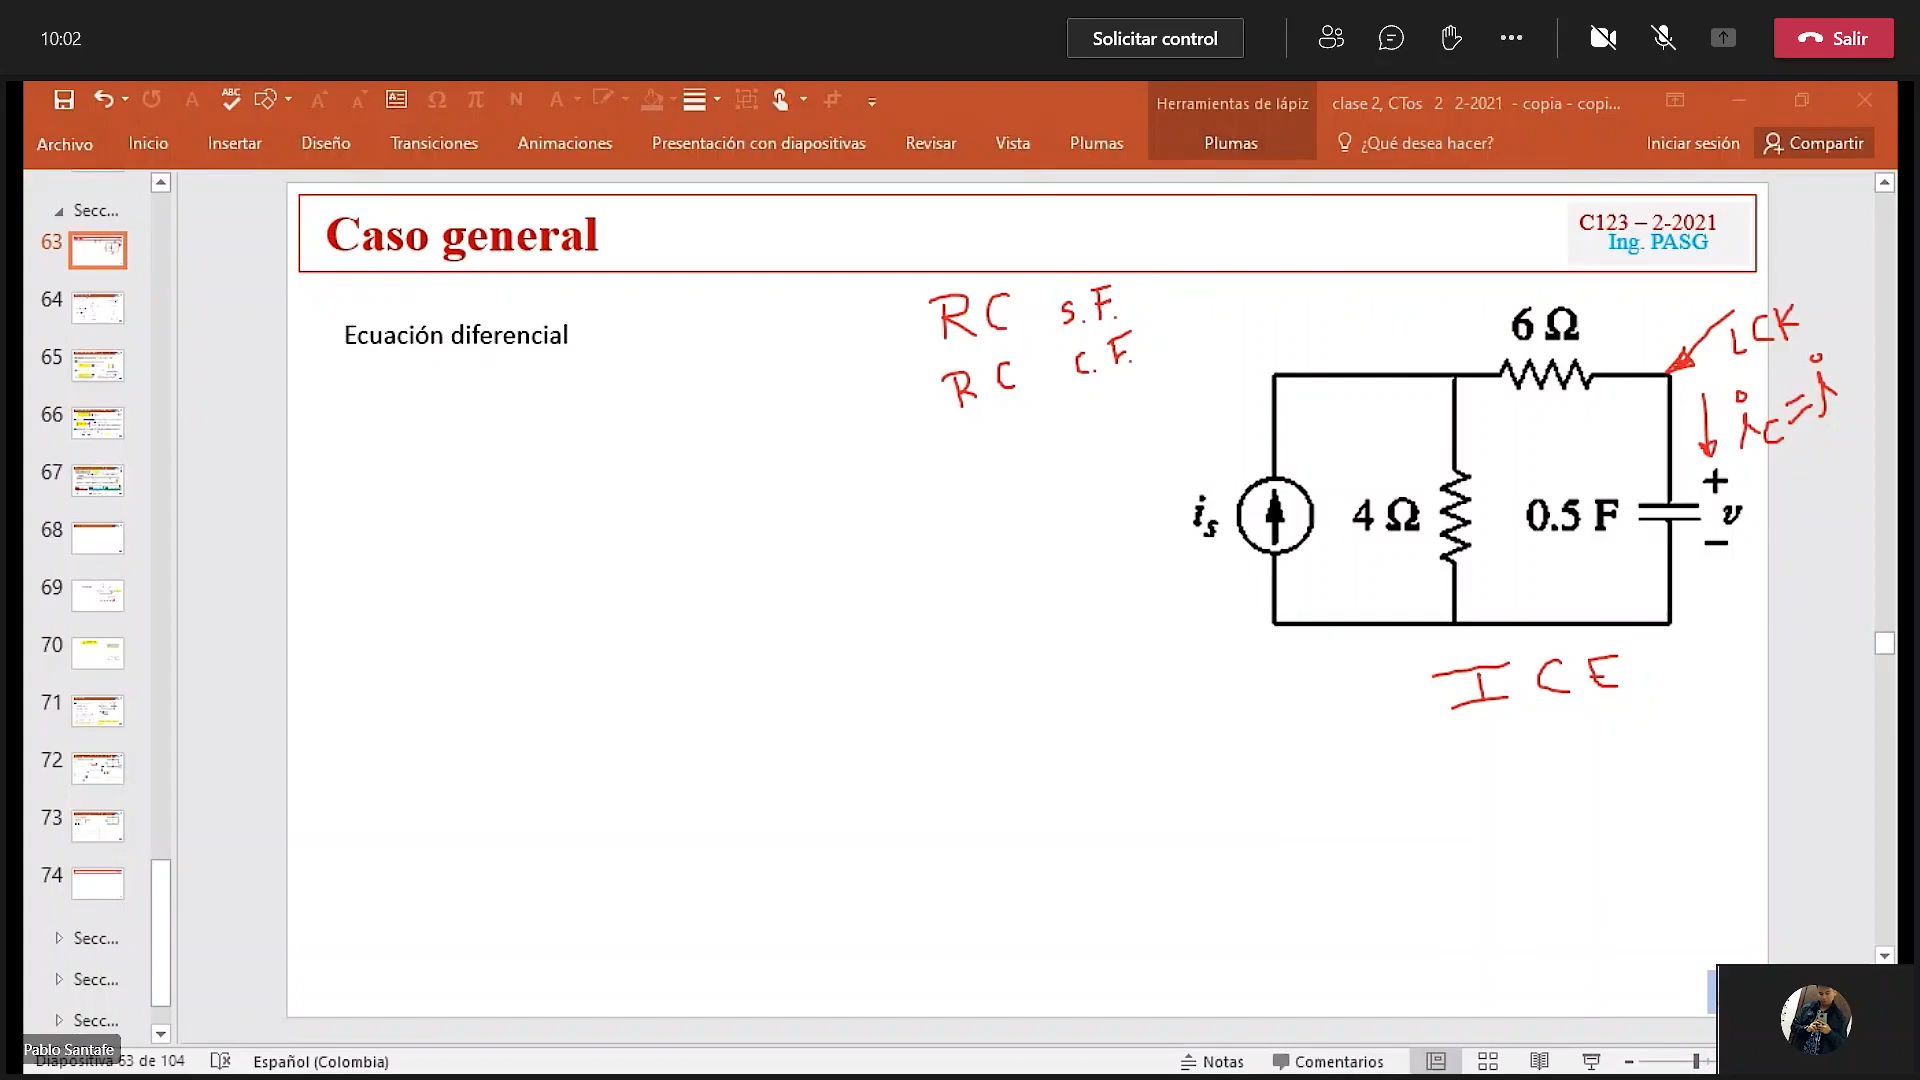 10:02
Solicitar control
Salir
Herramientas de lápiz
clase 2, CTos 2 2-2021 - copia - copi...
Archivo
Inicio
Insertar
Diseño
Transiciones
Animaciones
Presentación con diapositivas
Revisar
Vista
Plumas
Plumas
¿Qué desea hacer?
Iniciar sesión
Compartir
Secc...
63
64
65
66
67
68
69
70
71
72
73
74
Secc...
Secc...
Secc...
Caso general
C123 – 2-2021
Ing. PASG
Ecuación diferencial
RC s.F.
RC c.F.
6 Ω
LCK
i_C = i
+
i_s
4 Ω
0.5 F
v
−
ICE
Pablo Santafe
Diapositiva 63 de 104
Español (Colombia)
Notas
Comentarios